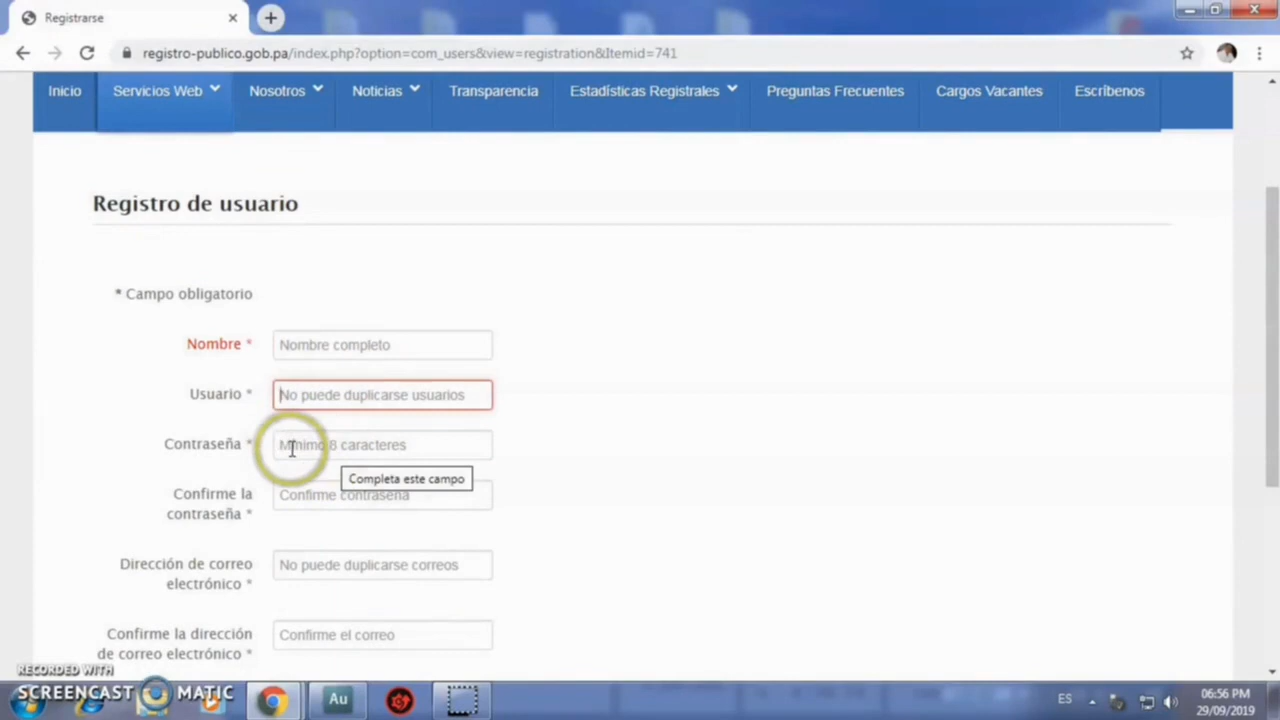 Registrarse
registro-publico.gob.pa/index.php?option=com_users&view=registration&Itemid=741
Inicio Servicios Web Nosotros Noticias Transparencia Estadísticas Registrales Preguntas Frecuentes Cargos Vacantes Escríbenos
Registro de usuario
* Campo obligatorio
Nombre * Nombre completo
Usuario * No puede duplicarse usuarios
Contraseña * Mínimo 8 caracteres
Completa este campo
Confirme la
contraseña * Confirme contraseña
Dirección de correo
electrónico * No puede duplicarse correos
Confirme la dirección
de correo electrónico * Confirme el correo
RECORDED WITH
SCREENCAST MATIC
Au
ES
06:56 PM
29/09/2019